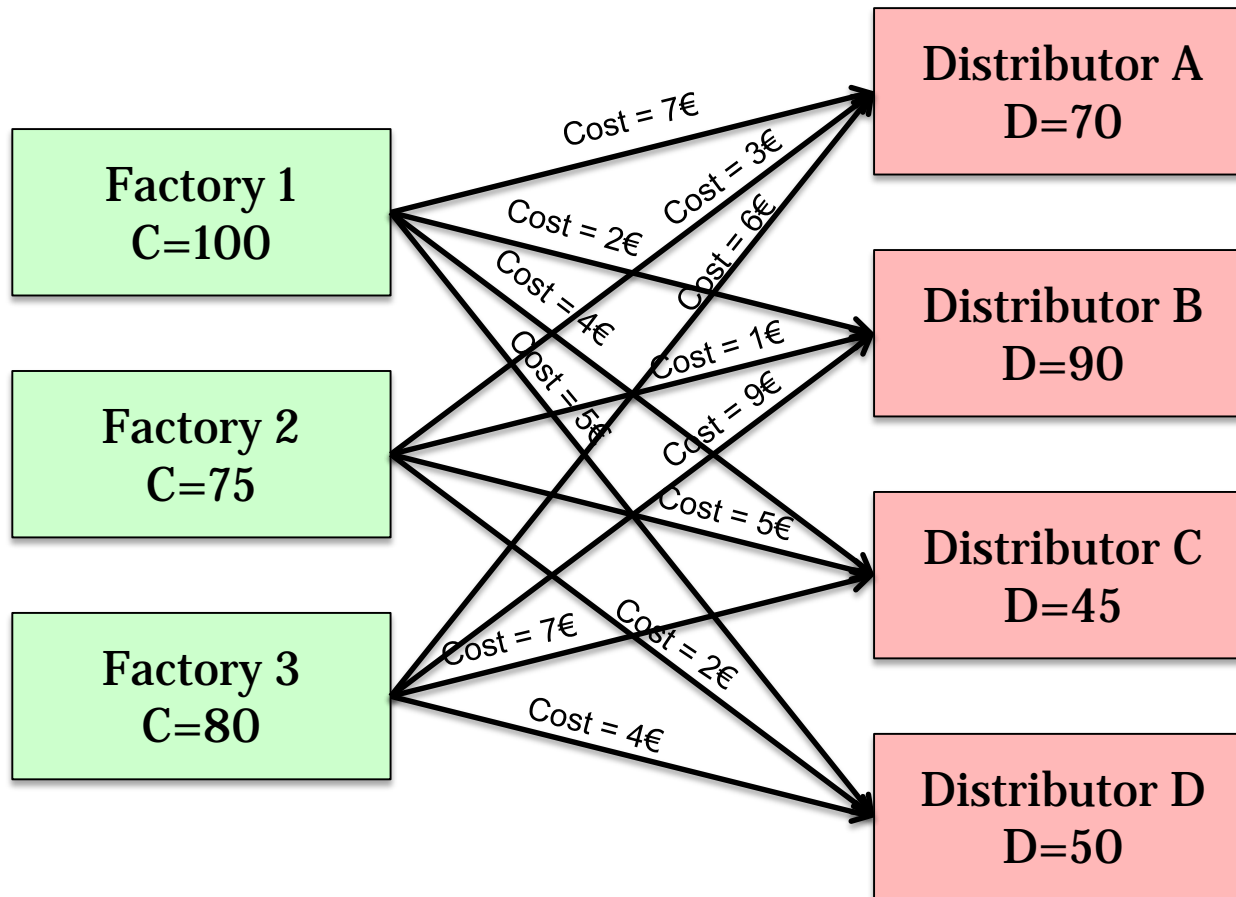 Factory 1
C=100
Factory 2
C=75
Factory 3
C=80
Cost = 7€
Cost = 2€
Cost = 4€
Cost = 5€
Cost = 3€
Cost = 1€
Cost = 5€
Cost = 2€
Cost = 6€
Cost = 9€
Cost = 7€
Cost = 4€
Distributor A
D=70
Distributor B
D=90
Distributor C
D=45
Distributor D
D=50